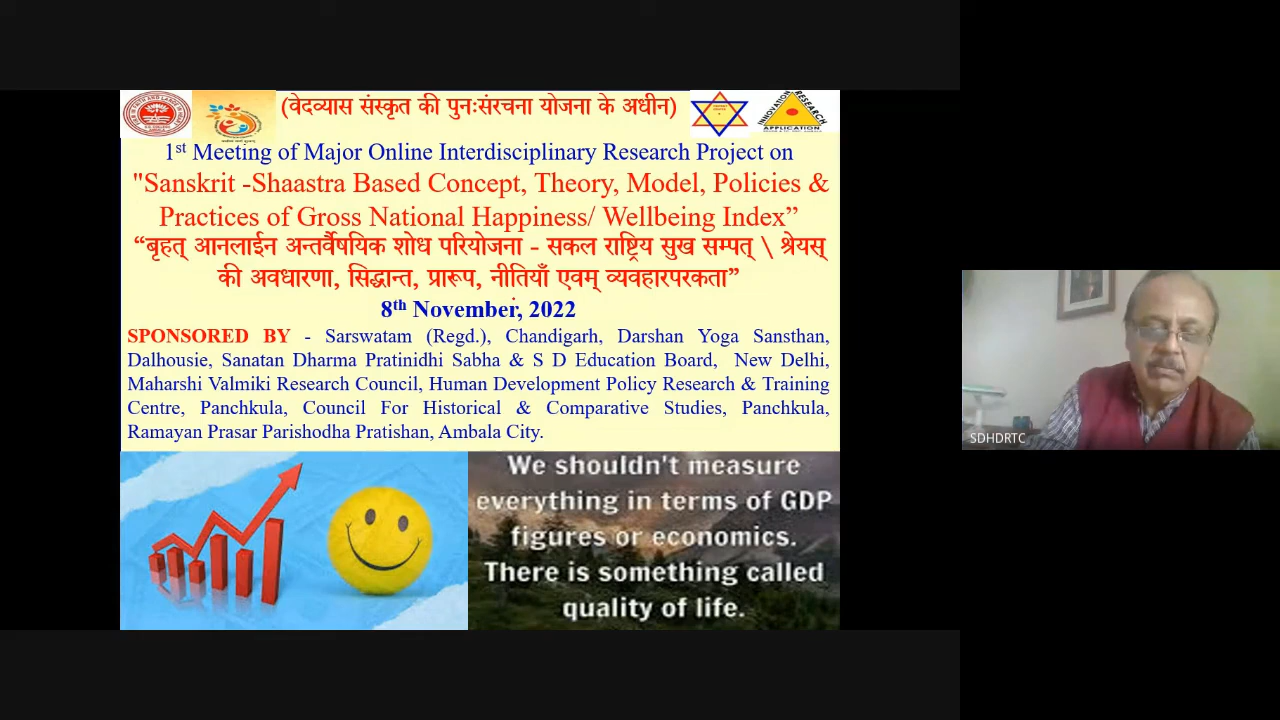 (वेदव्यास संस्कृत की पुनःसंरचना योजना के अधीन)
INNOVATION RESEARCH
APPLICATION
1st Meeting of Major Online Interdisciplinary Research Project on
"Sanskrit -Shaastra Based Concept, Theory, Model, Policies &
Practices of Gross National Happiness/ Wellbeing Index”
“बृहत् आनलाईन अन्तर्वैषयिक शोध परियोजना - सकल राष्ट्रिय सुख सम्पत् \ श्रेयस्
की अवधारणा, सिद्धान्त, प्रारूप, नीतियाँ एवम् व्यवहारपरकता”
8th November, 2022
SPONSORED BY - Sarswatam (Regd.), Chandigarh, Darshan Yoga Sansthan,
Dalhousie, Sanatan Dharma Pratinidhi Sabha & S D Education Board, New Delhi,
Maharshi Valmiki Research Council, Human Development Policy Research & Training
Centre, Panchkula, Council For Historical & Comparative Studies, Panchkula,
Ramayan Prasar Parishodha Pratishan, Ambala City.
We shouldn't measure
everything in terms of GDP
figures or economics.
There is something called
quality of life.
SDHDRTC